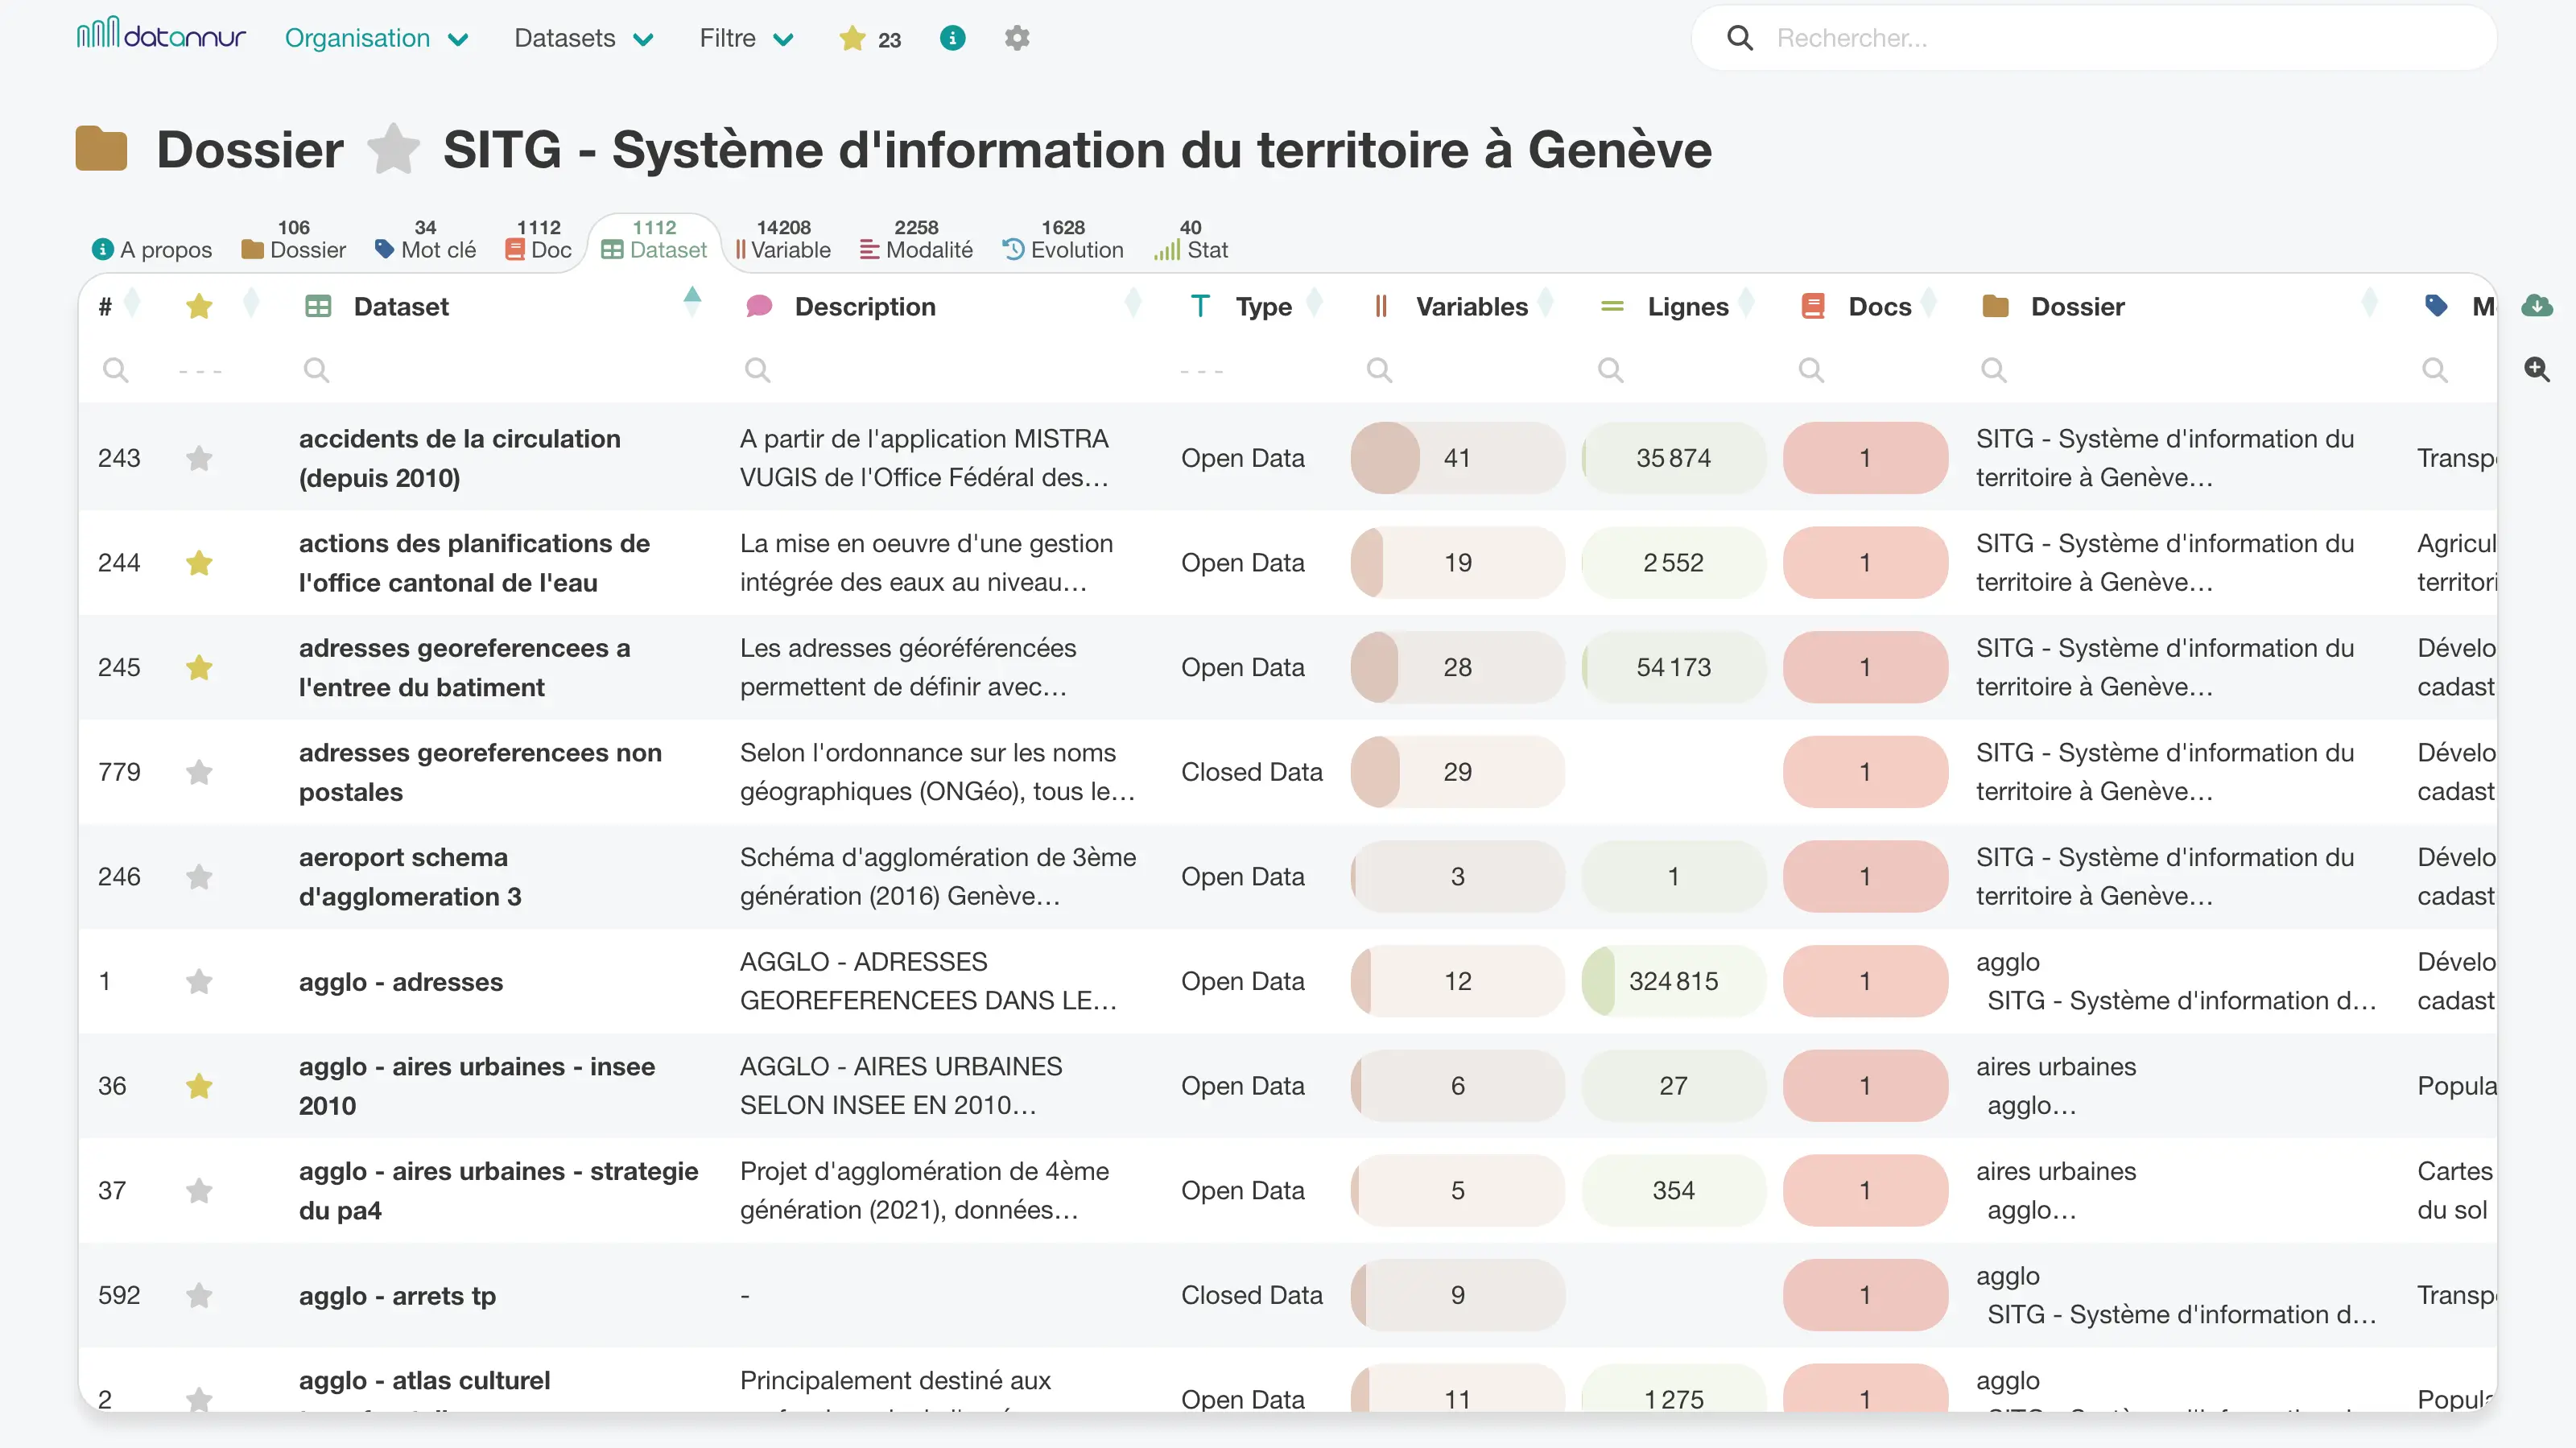 datannur Organisation Datasets Filtre 23 Rechercher...
Dossier SITG - Système d'information du territoire à Genève
106 34 1112 1112 14208 2258 1628 40
A propos Dossier Mot clé Doc Dataset Variable Modalité Evolution Stat
# Dataset Description Type Variables Lignes Docs Dossier
--- ---
243 accidents de la circulation (depuis 2010) A partir de l'application MISTRA VUGIS de l'Office Fédéral des... Open Data 41 35 874 1 SITG - Système d'information du territoire à Genève... Transp
244 actions des planifications de l'office cantonal de l'eau La mise en oeuvre d'une gestion intégrée des eaux au niveau... Open Data 19 2 552 1 SITG - Système d'information du territoire à Genève... Agricul territori
245 adresses georeferencees a l'entree du batiment Les adresses géoréférencées permettent de définir avec... Open Data 28 54 173 1 SITG - Système d'information du territoire à Genève... Dévelo cadast
779 adresses georeferencees non postales Selon l'ordonnance sur les noms géographiques (ONGéo), tous le... Closed Data 29 1 SITG - Système d'information du territoire à Genève... Dévelo cadast
246 aeroport schema d'agglomeration 3 Schéma d'agglomération de 3ème génération (2016) Genève... Open Data 3 1 1 SITG - Système d'information du territoire à Genève... Dévelo cadast
1 agglo - adresses AGGLO - ADRESSES GEOREFERENCEES DANS LE... Open Data 12 324 815 1 agglo SITG - Système d'information d... Dévelo cadast
36 agglo - aires urbaines - insee 2010 AGGLO - AIRES URBAINES SELON INSEE EN 2010... Open Data 6 27 1 aires urbaines agglo... Popula
37 agglo - aires urbaines - strategie du pa4 Projet d'agglomération de 4ème génération (2021), données... Open Data 5 354 1 aires urbaines agglo... Cartes du sol
592 agglo - arrets tp - Closed Data 9 1 agglo SITG - Système d'information d... Transp
2 agglo - atlas culturel Principalement destiné aux Open Data 11 1 275 1 agglo Popula